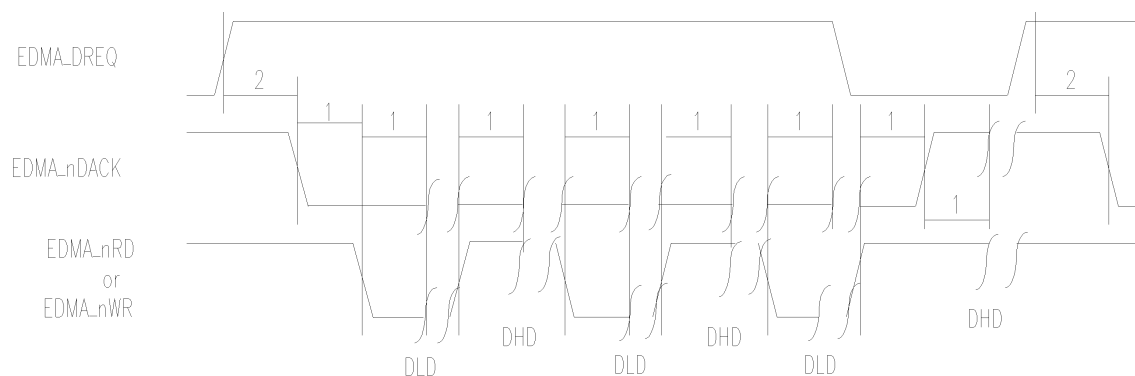 EDMA_DREQ
2
2
1
1
1
1
1
1
1
EDMA_nDACK
1
EDMA_nRD
or
EDMA_nWR
DLD
DHD
DLD
DHD
DLD
DHD